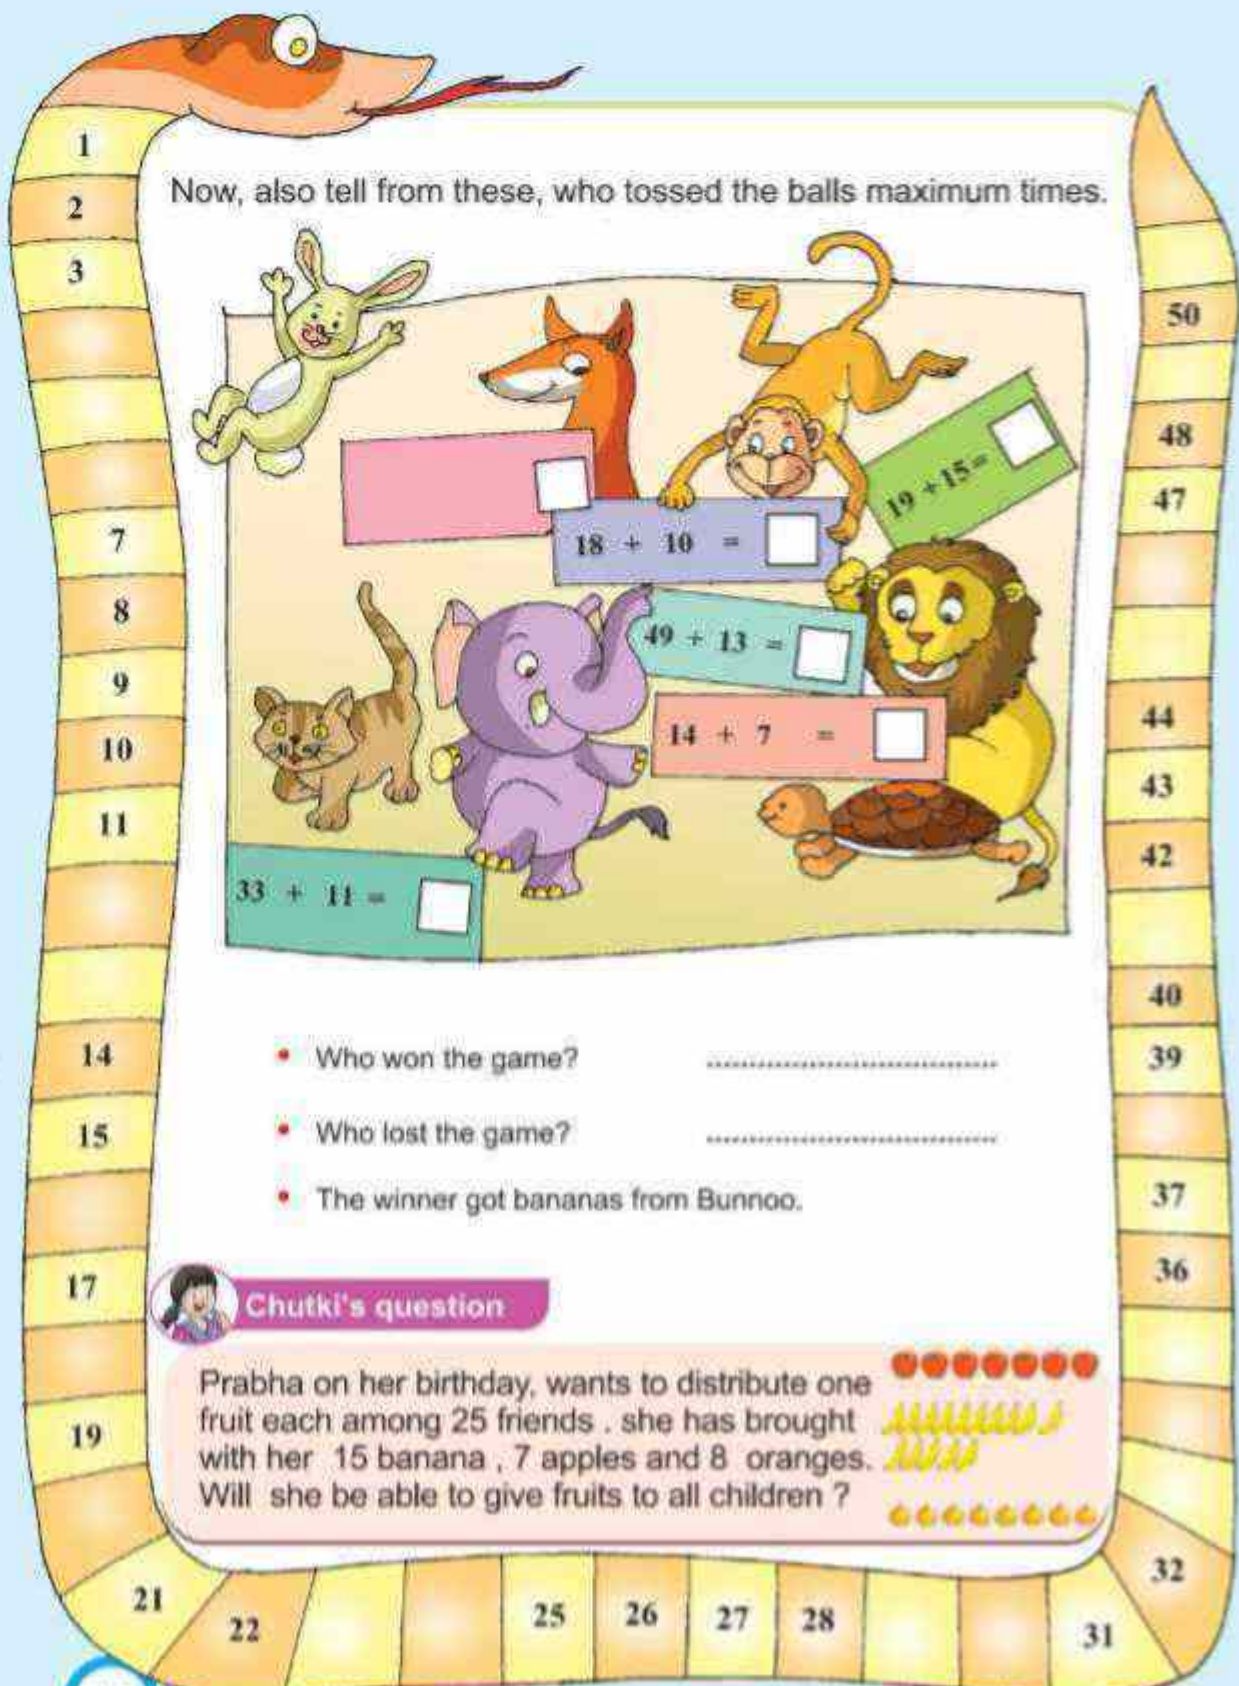 Now, also tell from these, who tossed the balls maximum times.
19 +15=
18 + 10 =
49 + 13 =
14 + 7 =
33 + 11 =
• Who won the game? ..................................
• Who lost the game? ..................................
• The winner got bananas from Bunnoo.
Chutki's question
Prabha on her birthday, wants to distribute one
fruit each among 25 friends . she has brought
with her 15 banana , 7 apples and 8 oranges.
Will she be able to give fruits to all children ?
1
2
3
7
8
9
10
11
14
15
17
19
21
22
25
26
27
28
31
32
36
37
39
40
42
43
44
47
48
50